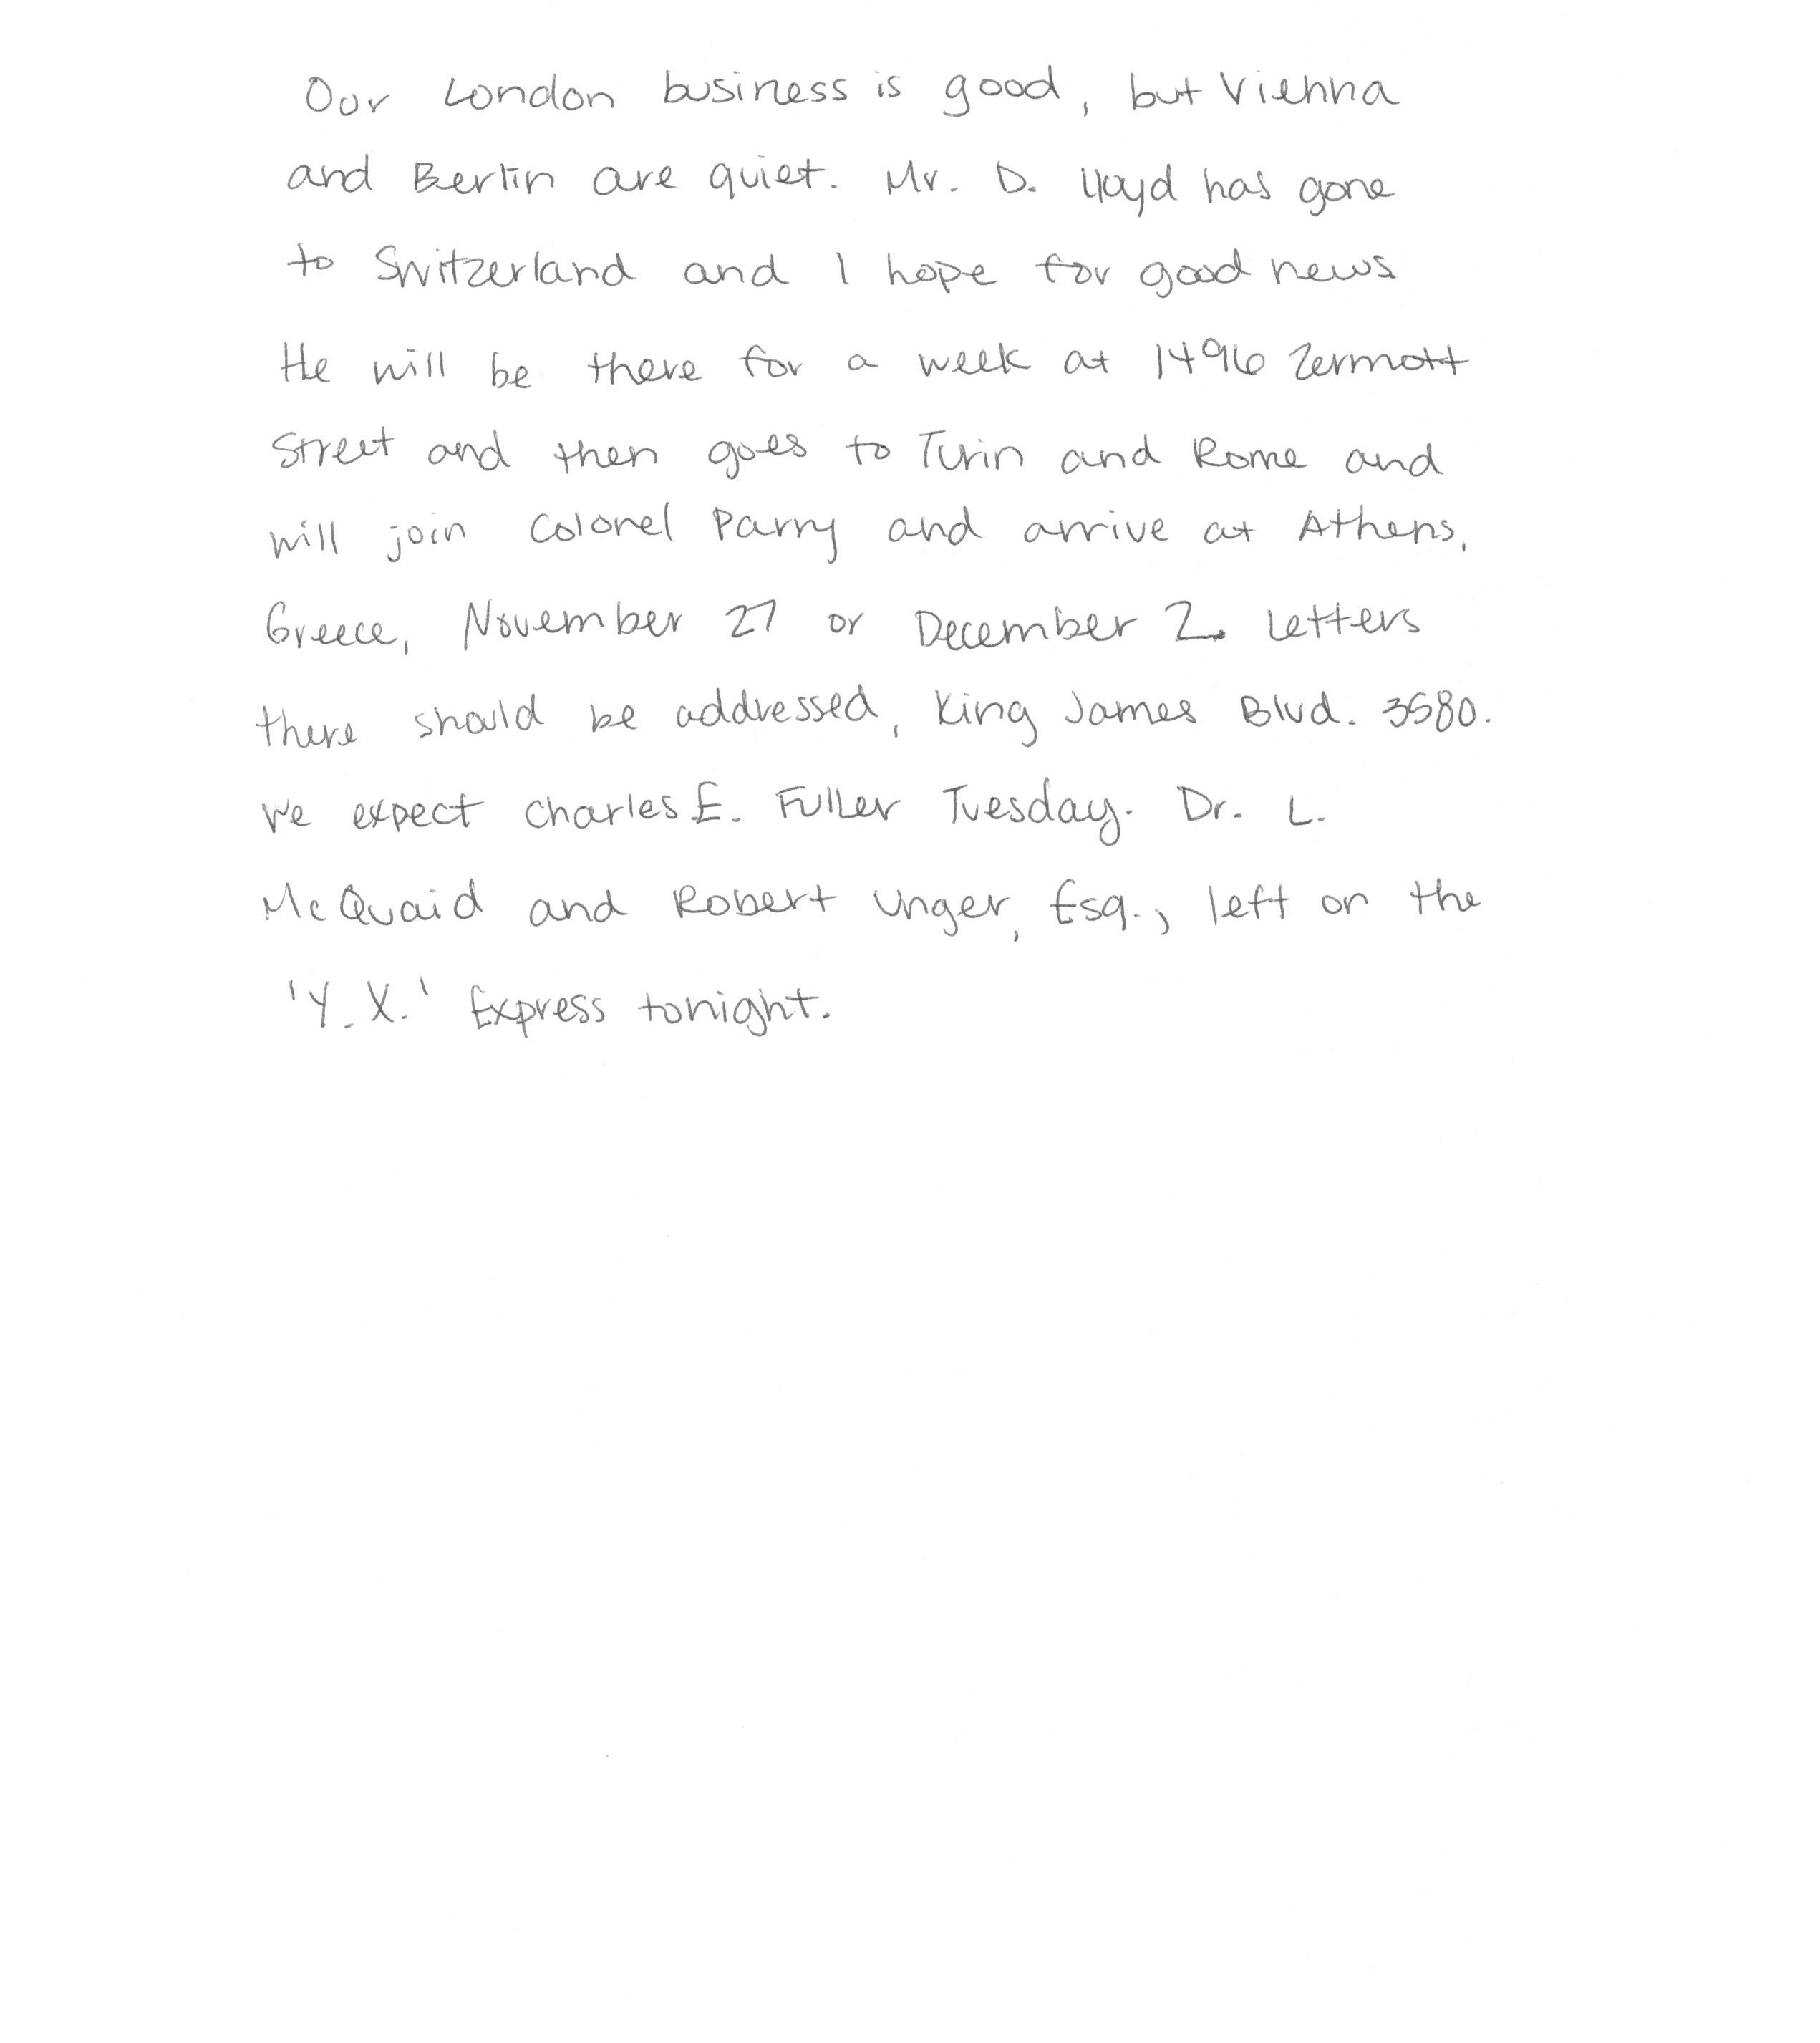 Our London business is good, but Vienna
and Berlin are quiet. Mr. D. Lloyd has gone
to Switzerland and I hope for good news
He will be there for a week at 1496 Zermott
Street and then goes to Turin and Rome and
will join Colonel Parry and arrive at Athens,
Greece, November 27 or December 2. Letters
there should be addressed, King James Blvd. 3580.
We expect Charles E. Fuller Tuesday. Dr. L.
McQuaid and Robert Unger, Esq., left on the
'Y.X.' Express tonight.